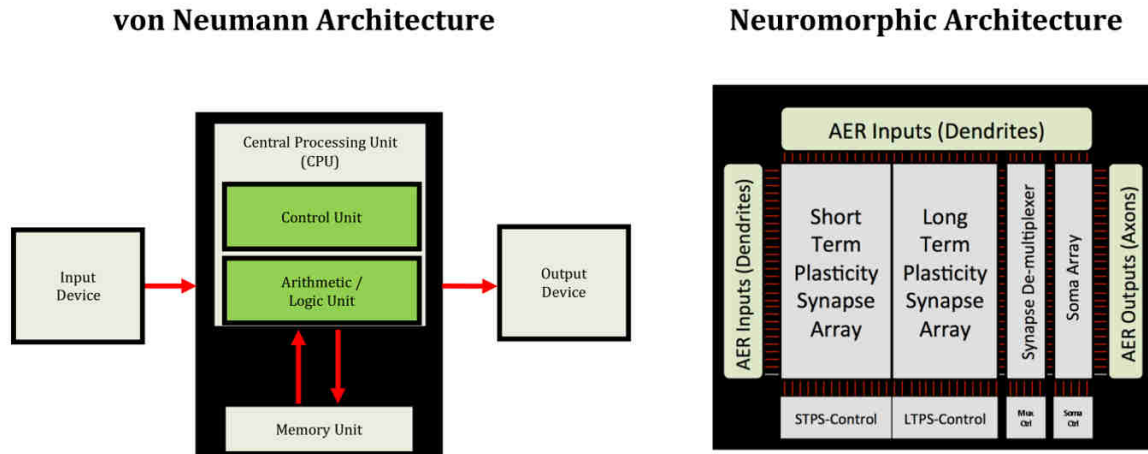 von Neumann Architecture
Neuromorphic Architecture
Central Processing Unit
(CPU)
Control Unit
Arithmetic /
Logic Unit
Input
Device
Output
Device
Memory Unit
AER Inputs (Dendrites)
AER Inputs (Dendrites)
Short
Term
Plasticity
Synapse
Array
Long
Term
Plasticity
Synapse
Array
Synapse De-multiplexer
Soma Array
AER Outputs (Axons)
STPS-Control
LTPS-Control
Mux
Ctrl
Soma
Ctrl